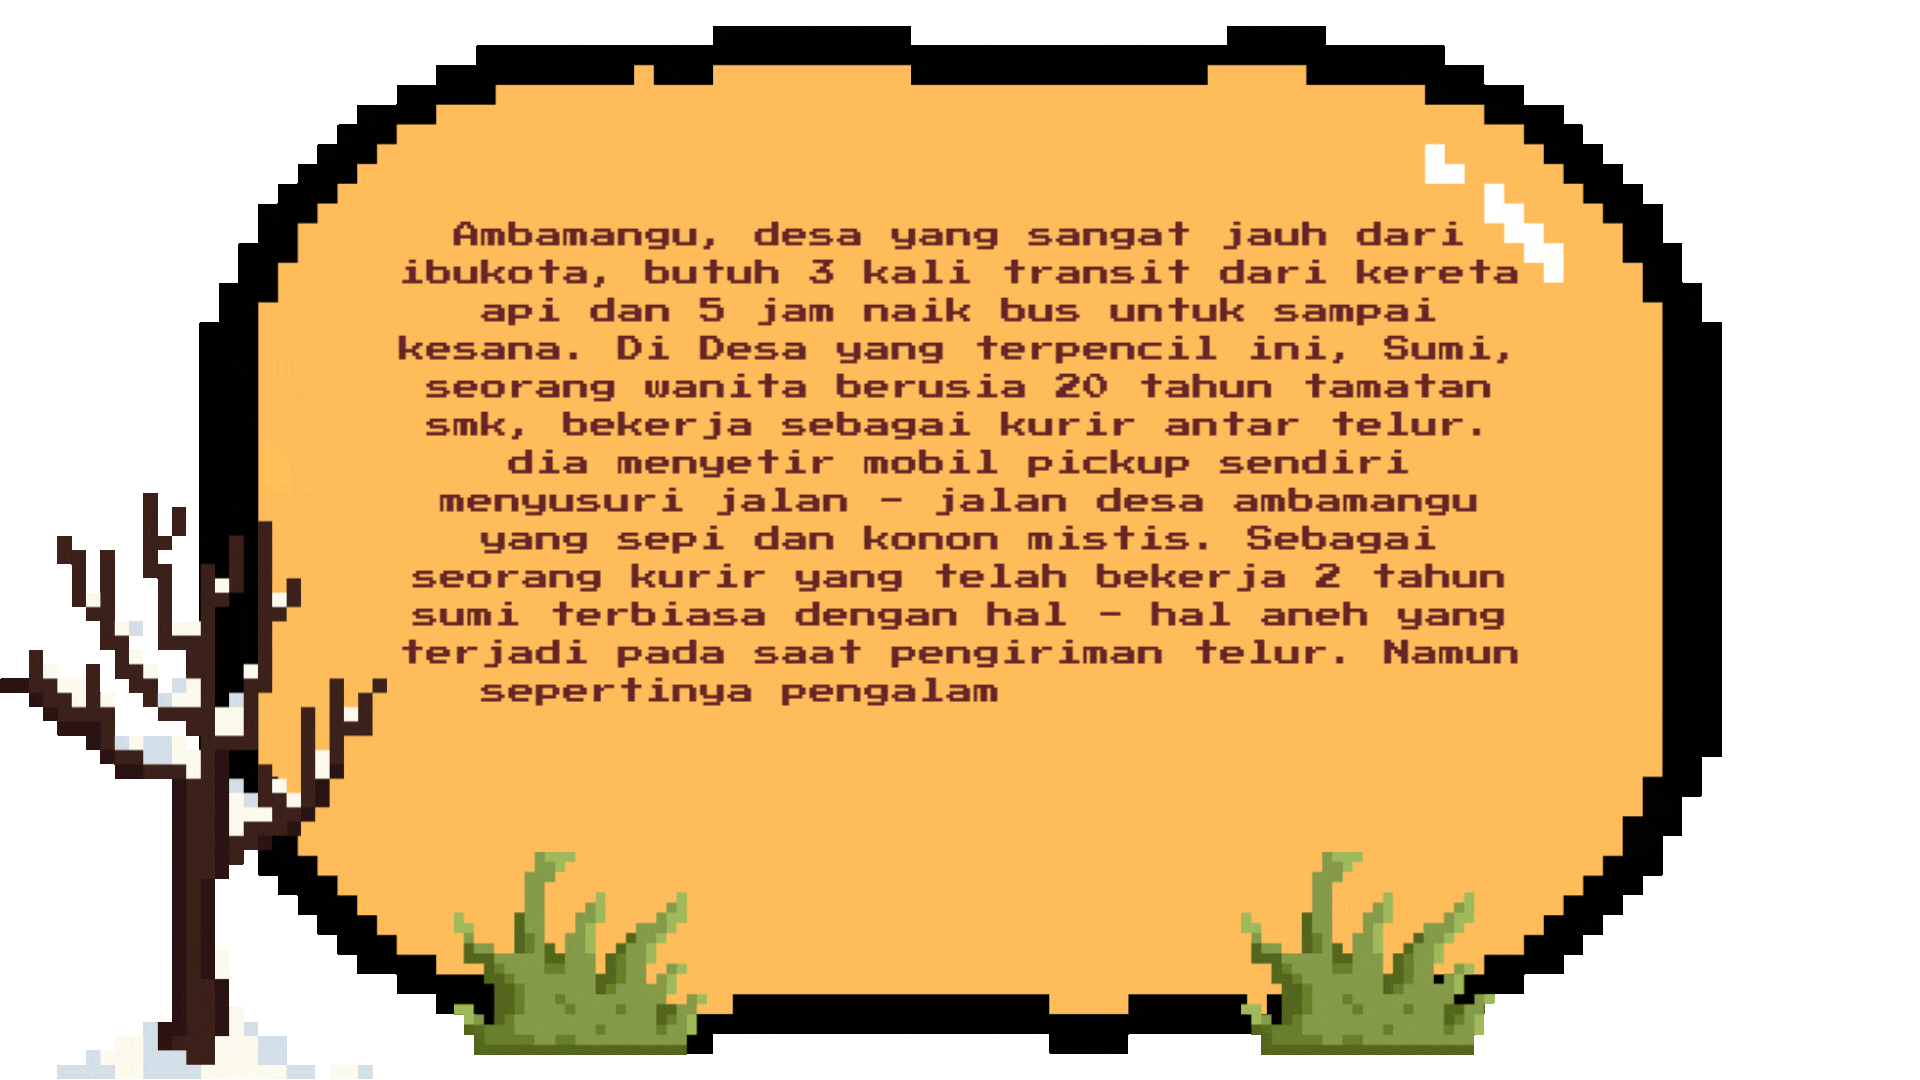 Ambamangu, desa yang sangat jauh dari
ibukota, butuh 3 kali transit dari kereta
api dan 5 jam naik bus untuk sampai
kesana. Di Desa yang terpencil ini, Sumi,
seorang wanita berusia 20 tahun tamatan
smk, bekerja sebagai kurir antar telur.
dia menyetir mobil pickup sendiri
menyusuri jalan - jalan desa ambamangu
yang sepi dan konon mistis. Sebagai
seorang kurir yang telah bekerja 2 tahun
sumi terbiasa dengan hal - hal aneh yang
terjadi pada saat pengiriman telur. Namun
sepertinya pengalam